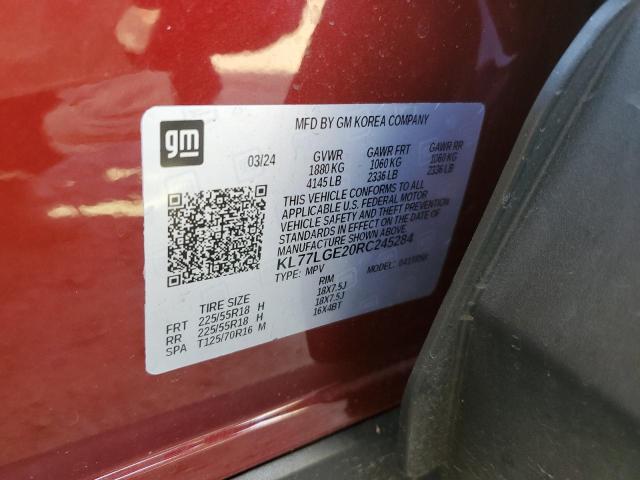 gm
MFD BY GM KOREA COMPANY
03/24 GVWR GAWR FRT GAWR RR
1880 KG 1060 KG 1060 KG
4145 LB 2336 LB 2336 LB
THIS VEHICLE CONFORMS TO ALL
APPLICABLE U.S. FEDERAL MOTOR
VEHICLE SAFETY AND THEFT PREVENTION
STANDARDS IN EFFECT ON THE DATE OF
MANUFACTURE SHOWN ABOVE.
KL77LGE20RC245284
TYPE: MPV MODEL:
TIRE SIZE RIM
FRT 225/55R18 H 18X7.5J
RR 225/55R18 H 18X7.5J
SPA T125/70R16 M 16X4BT